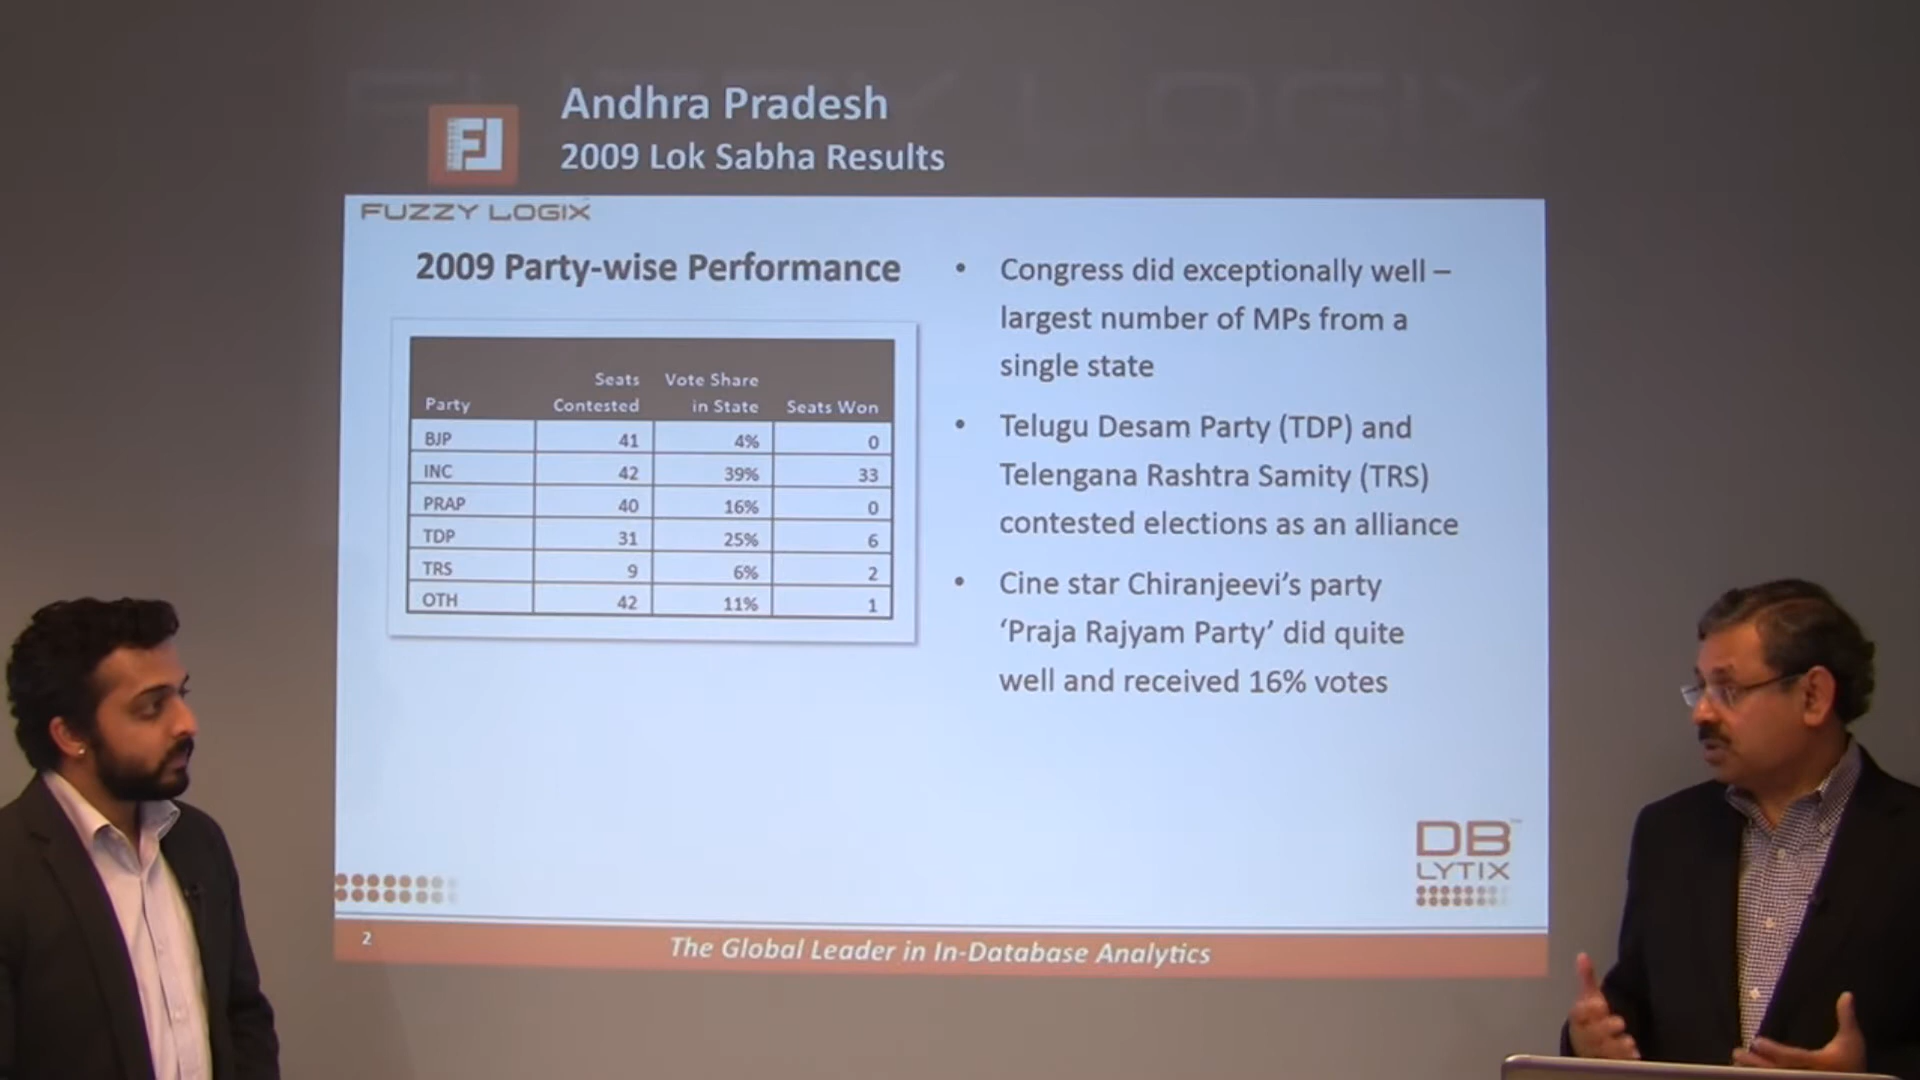 FUZZY LOGIX
Andhra Pradesh
FL
2009 Lok Sabha Results
FUZZY LOGIX
2009 Party-wise Performance
Party Seats Contested Vote Share in State Seats Won
BJP 41 4% 0
INC 42 39% 33
PRAP 40 16% 0
TDP 31 25% 6
TRS 9 6% 2
OTH 42 11% 1
• Congress did exceptionally well –
largest number of MPs from a
single state
• Telugu Desam Party (TDP) and
Telengana Rashtra Samity (TRS)
contested elections as an alliance
• Cine star Chiranjeevi's party
‘Praja Rajyam Party’ did quite
well and received 16% votes
DB
LYTIX
2
The Global Leader in In-Database Analytics